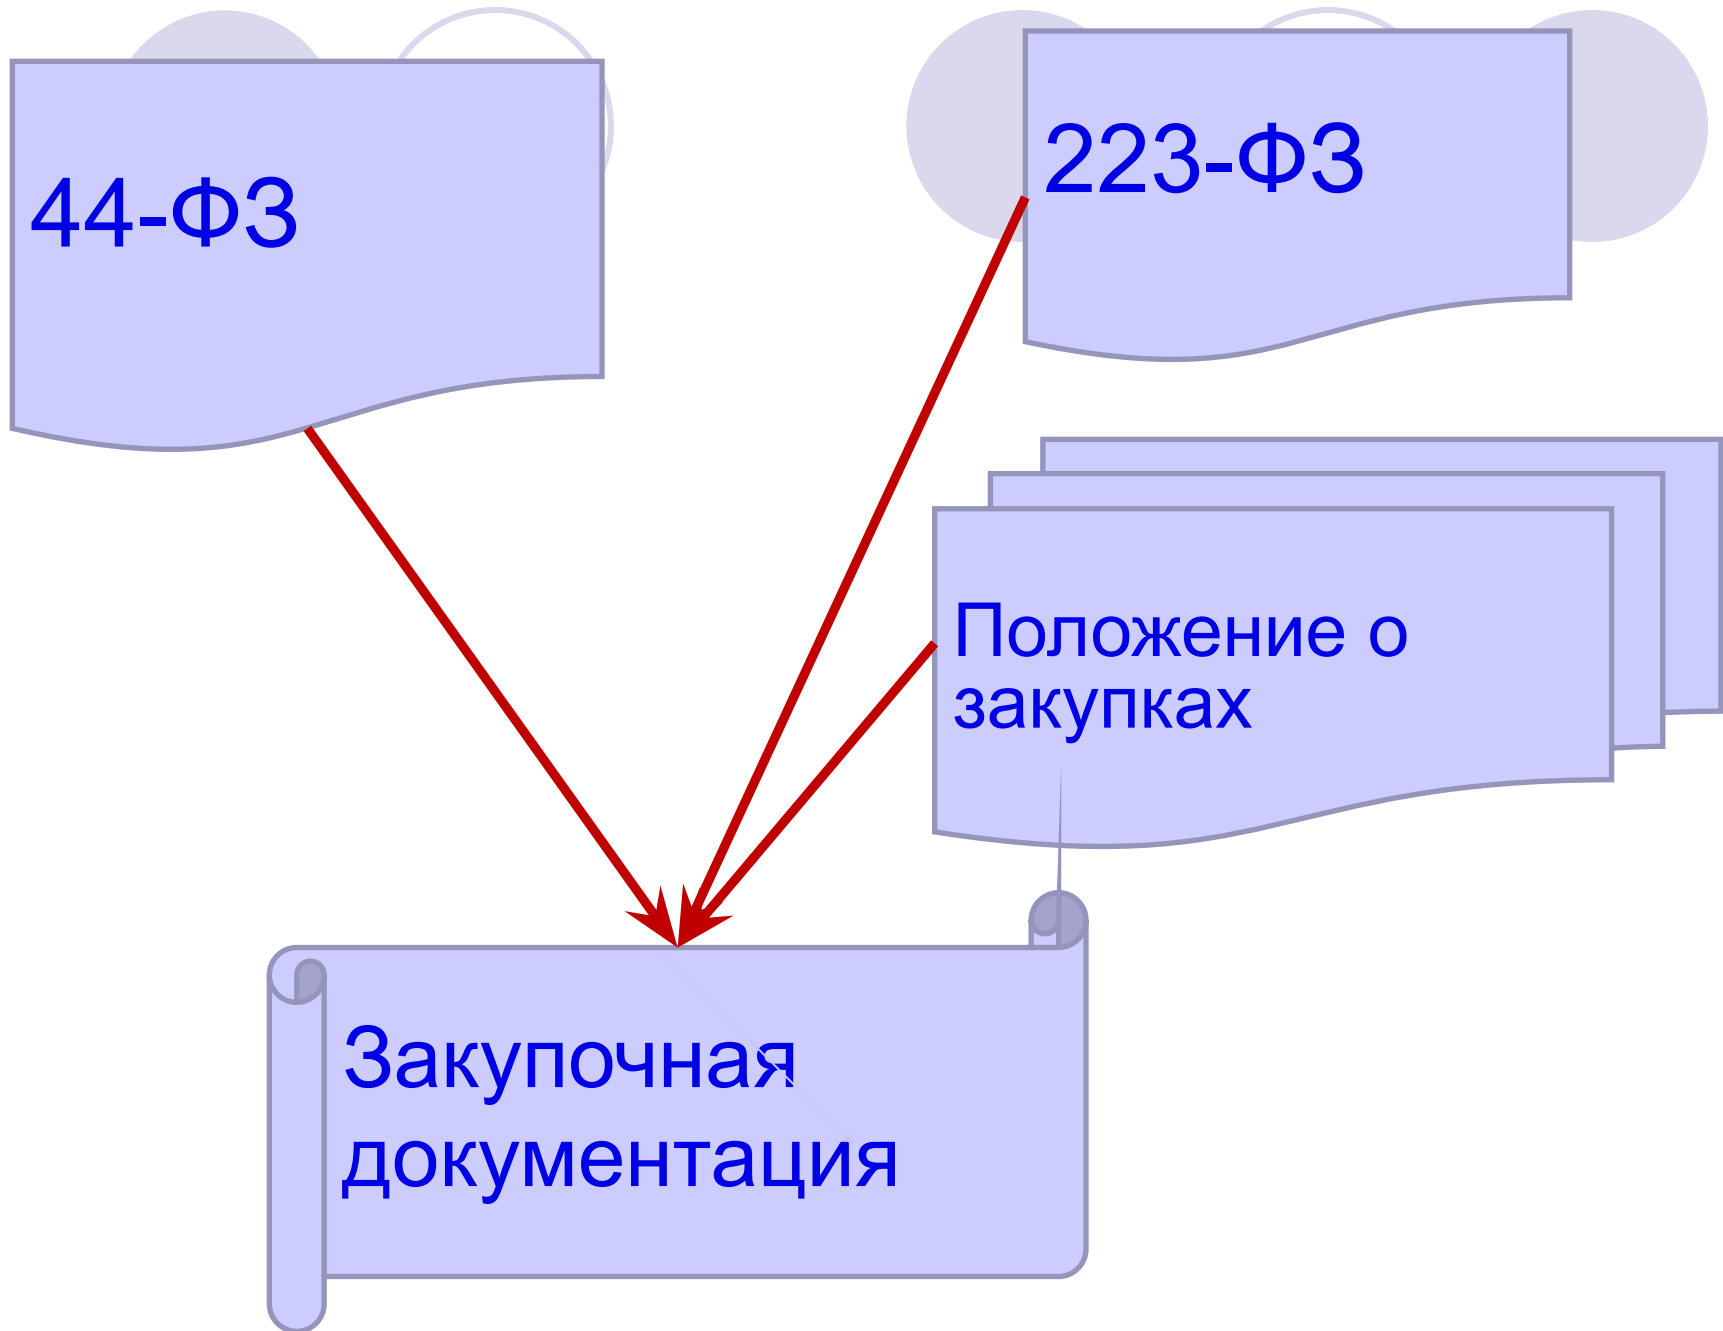 44-ФЗ
223-ФЗ
Положение о
закупках
Закупочная
документация